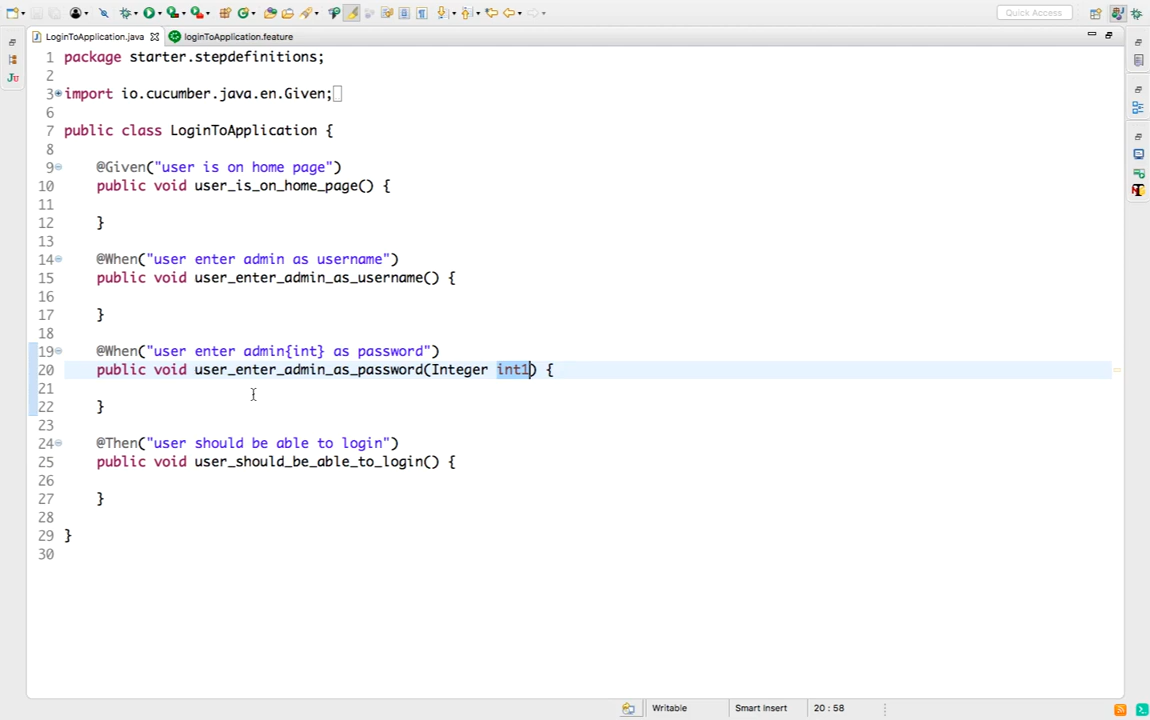 Quick Access
LoginToApplication.java
loginToApplication.feature
1 package starter.stepdefinitions;
2
3 import io.cucumber.java.en.Given;
6
7 public class LoginToApplication {
8
9 @Given("user is on home page")
10 public void user_is_on_home_page() {
11
12 }
13
14 @When("user enter admin as username")
15 public void user_enter_admin_as_username() {
16
17 }
18
19 @When("user enter admin{int} as password")
20 public void user_enter_admin_as_password(Integer int1) {
21
22 }
23
24 @Then("user should be able to login")
25 public void user_should_be_able_to_login() {
26
27 }
28
29 }
30
Writable Smart Insert 20 : 58